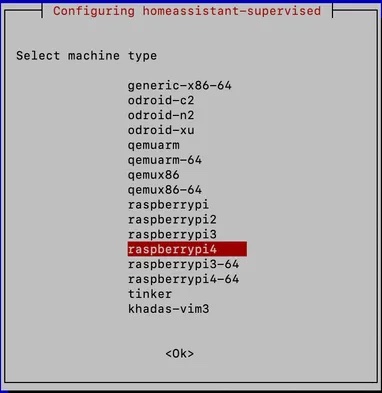 Configuring homeassistant-supervised
Select machine type
generic-x86-64
odroid-c2
odroid-n2
odroid-xu
qemuarm
qemuarm-64
qemux86
qemux86-64
raspberrypi
raspberrypi2
raspberrypi3
raspberrypi4
raspberrypi3-64
raspberrypi4-64
tinker
khadas-vim3
<Ok>